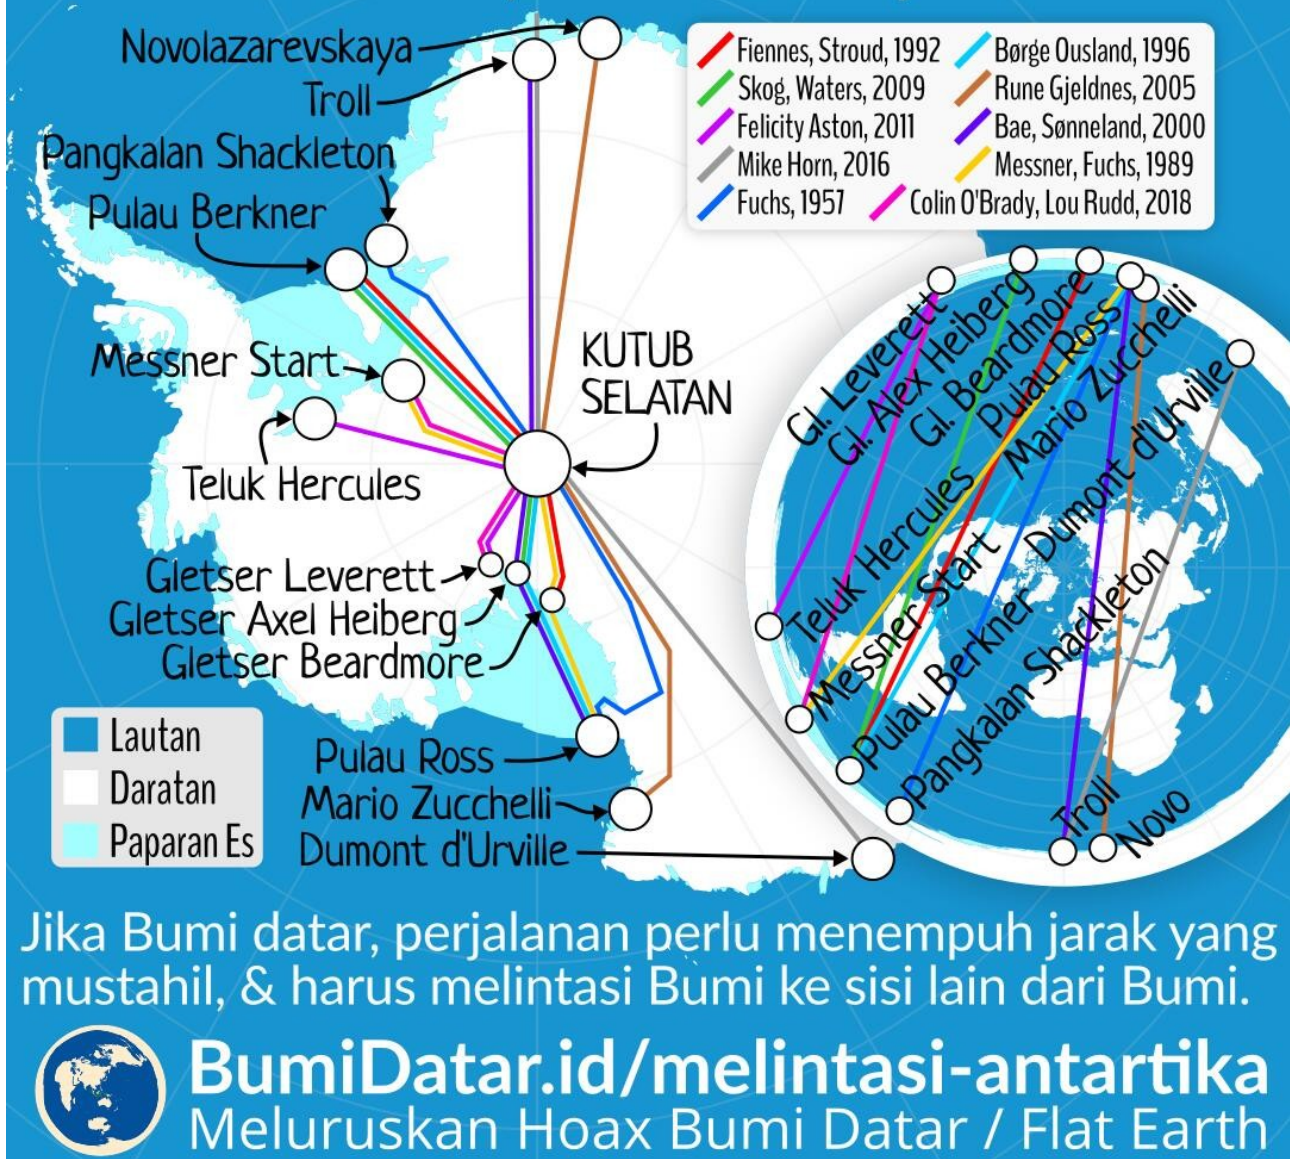 Novolazarevskaya
Troll
Pangkalan Shackleton
Pulau Berkner
Messner Start
Teluk Hercules
KUTUB
SELATAN
Gletser Leverett
Gletser Axel Heiberg
Gletser Beardmore
Pulau Ross
Mario Zucchelli
Dumont d'Urville
Fiennes, Stroud, 1992
Børge Ousland, 1996
Skog, Waters, 2009
Rune Gjeldnes, 2005
Felicity Aston, 2011
Bae, Sønneland, 2000
Mike Horn, 2016
Messner, Fuchs, 1989
Fuchs, 1957
Colin O'Brady, Lou Rudd, 2018
Gl. Leverett
Gl. Alex Heiberg
Gl. Beardmore
Pulau Ross
Mario Zucchelli
Dumont d'Urville
Teluk Hercules
Messner Start
Pulau Berkner
Pangkalan Shackleton
Troll
Novo
Lautan
Daratan
Paparan Es
Jika Bumi datar, perjalanan perlu menempuh jarak yang
mustahil, & harus melintasi Bumi ke sisi lain dari Bumi.
BumiDatar.id/melintasi-antartika
Meluruskan Hoax Bumi Datar / Flat Earth